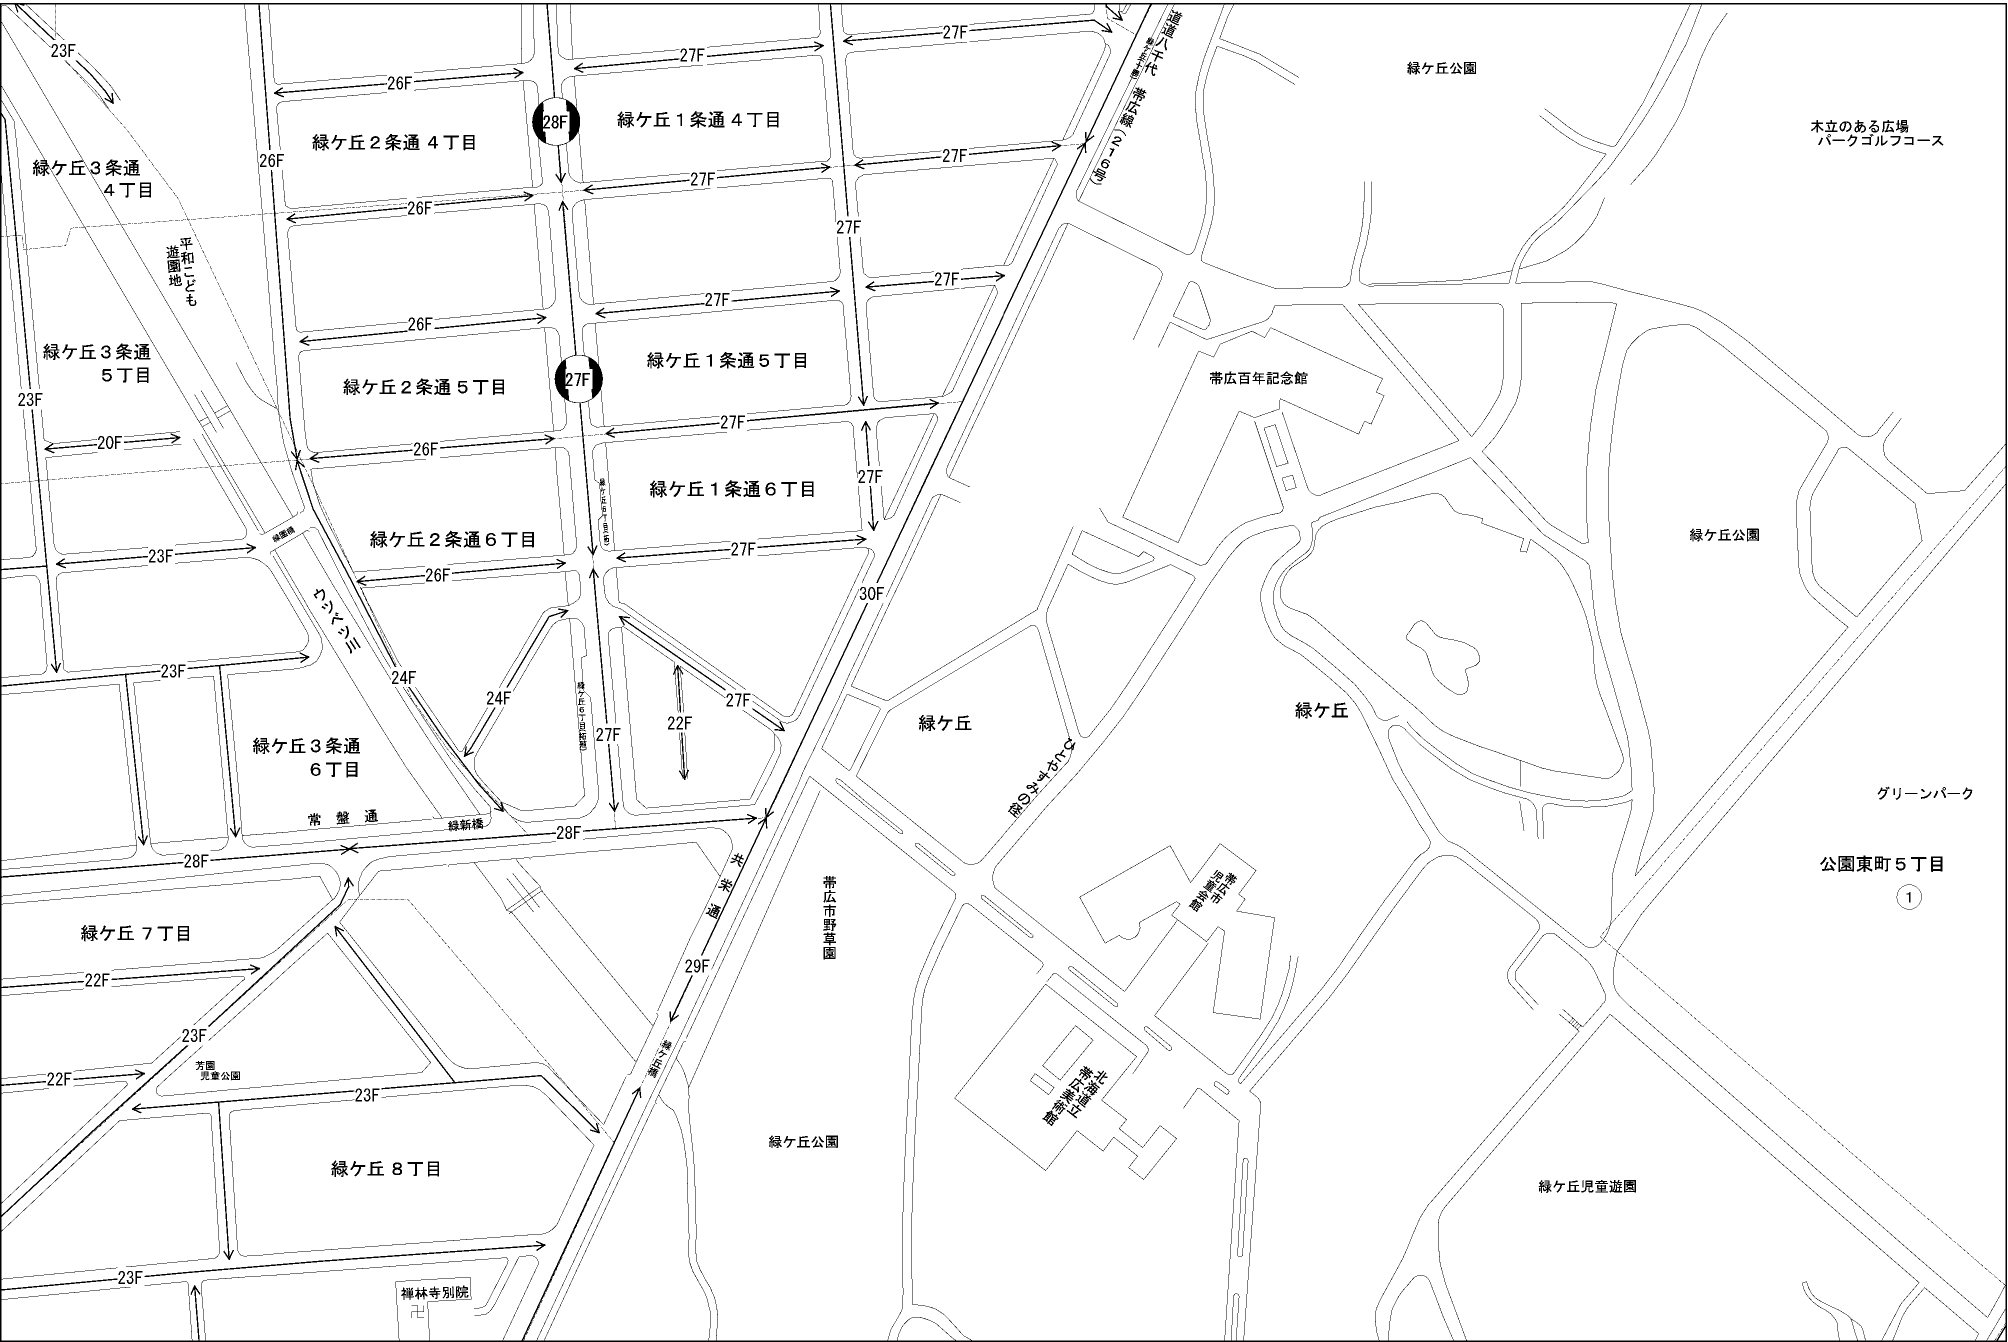 23F
27F
27F
26F
道道八千代 帯広線(216号)
緑ケ丘公園
28F
緑ケ丘1条通4丁目
緑ケ丘2条通4丁目
木立のある広場
パークゴルフコース
26F
緑ケ丘3条通
4丁目
27F
27F
26F
27F
平和こども
遊園地
27F
27F
26F
緑ケ丘3条通
5丁目
緑ケ丘1条通5丁目
27F
緑ケ丘2条通5丁目
帯広百年記念館
23F
20F
27F
26F
27F
緑ケ丘1条通6丁目
緑ケ丘2条通6丁目
緑園橋
緑ケ丘公園
23F
27F
26F
30F
ウツベツ川
23F
24F
24F
27F
22F
27F
緑ケ丘
緑ケ丘
ひとやすみの径
緑ケ丘3条通
6丁目
グリーンパーク
常盤通
緑新橋
28F
28F
共栄通
公園東町5丁目
1
帯広市野草園
帯広市
児童会館
緑ケ丘7丁目
29F
22F
23F
緑ケ丘橋
芳園
児童公園
22F
23F
北海道立
帯広美術館
緑ケ丘公園
緑ケ丘8丁目
緑ケ丘児童遊園
23F
禅林寺別院